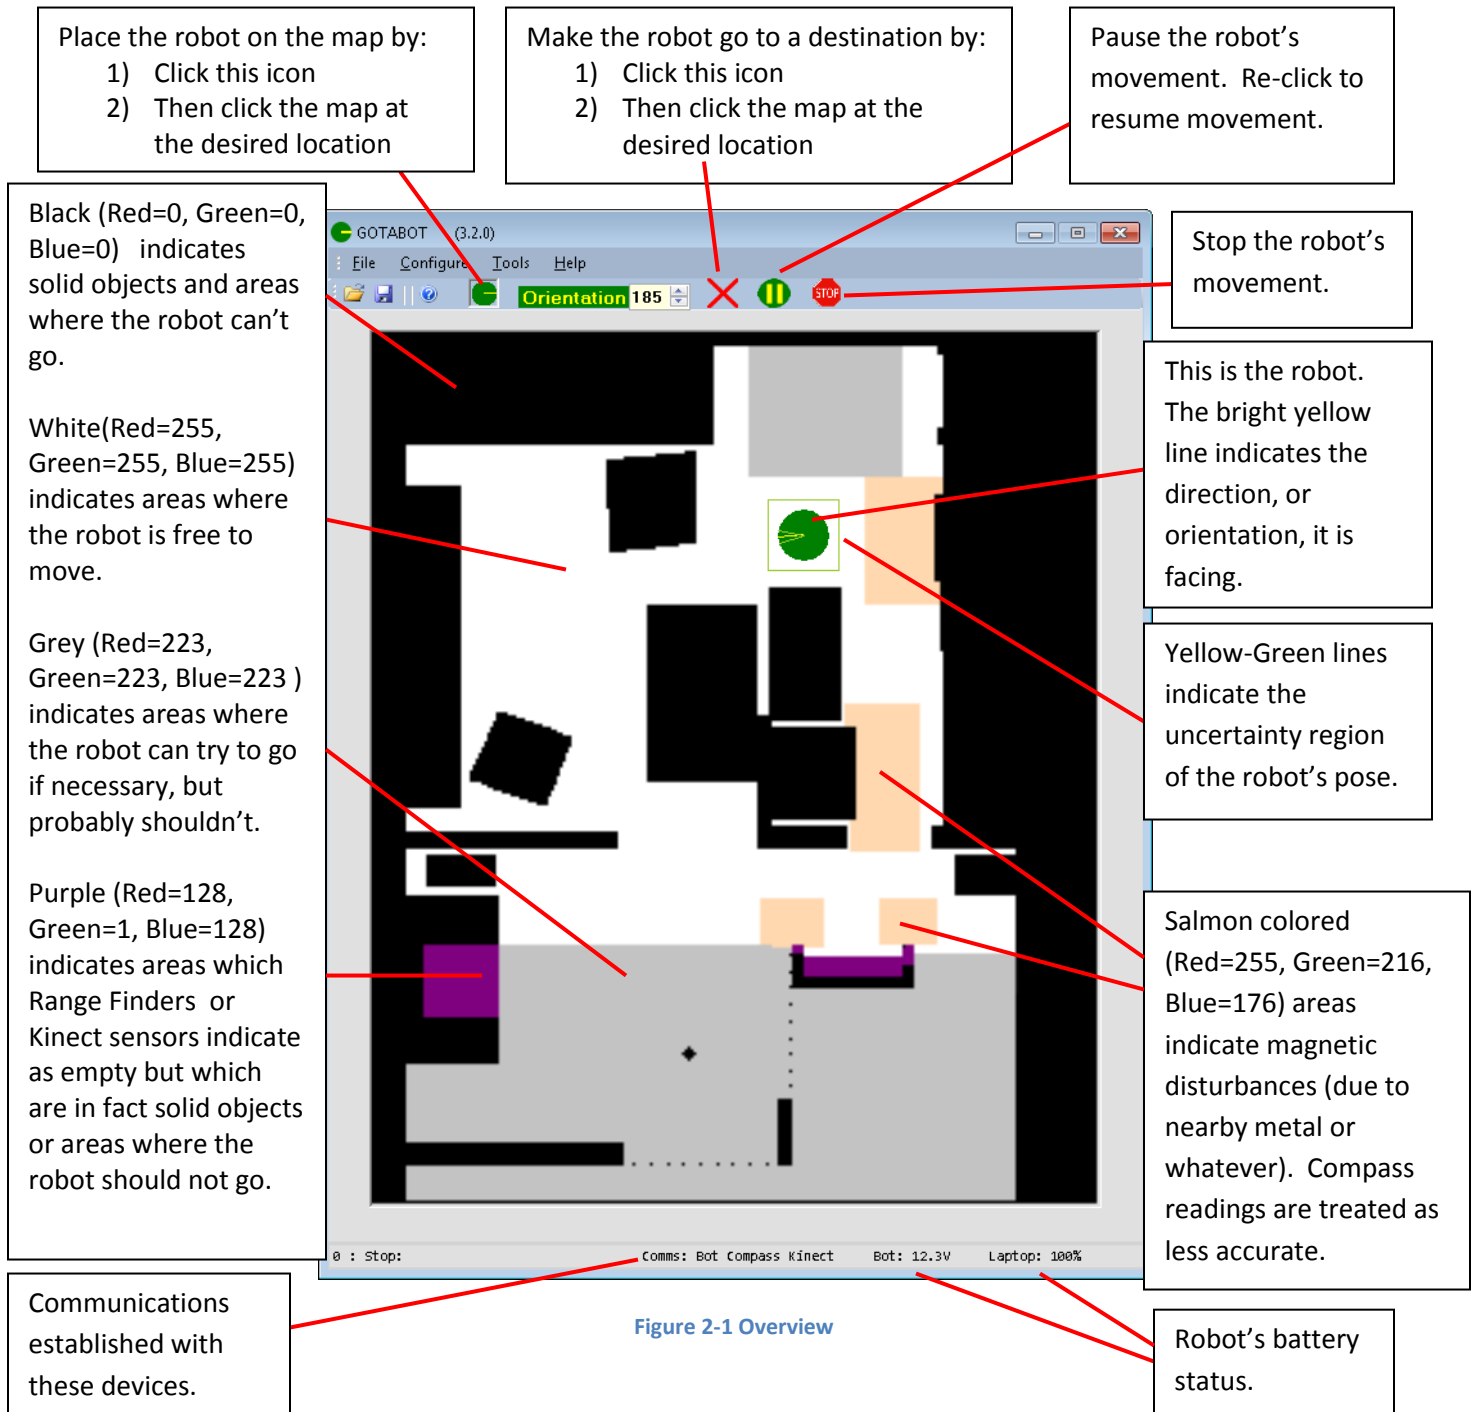 Place the robot on the map by:
1) Click this icon
2) Then click the map at
the desired location
Make the robot go to a destination by:
1) Click this icon
2) Then click the map at the
desired location
Pause the robot’s
movement. Re-click to
resume movement.
Black (Red=0, Green=0,
Blue=0) indicates
solid objects and areas
where the robot can’t
go.
White(Red=255,
Green=255, Blue=255)
indicates areas where
the robot is free to
move.
Grey (Red=223,
Green=223, Blue=223 )
indicates areas where
the robot can try to go
if necessary, but
probably shouldn’t.
Purple (Red=128,
Green=1, Blue=128)
indicates areas which
Range Finders or
Kinect sensors indicate
as empty but which
are in fact solid objects
or areas where the
robot should not go.
GOTABOT (3.2.0)
File Configure Tools Help
Orientation 185
STOP
Stop the robot’s
movement.
This is the robot.
The bright yellow
line indicates the
direction, or
orientation, it is
facing.
Yellow-Green lines
indicate the
uncertainty region
of the robot’s pose.
Salmon colored
(Red=255, Green=216,
Blue=176) areas
indicate magnetic
disturbances (due to
nearby metal or
whatever). Compass
readings are treated as
less accurate.
0 : Stop: Comms: Bot Compass Kinect Bot: 12.3V Laptop: 100%
Communications
established with
these devices.
Figure 2-1 Overview
Robot’s battery
status.